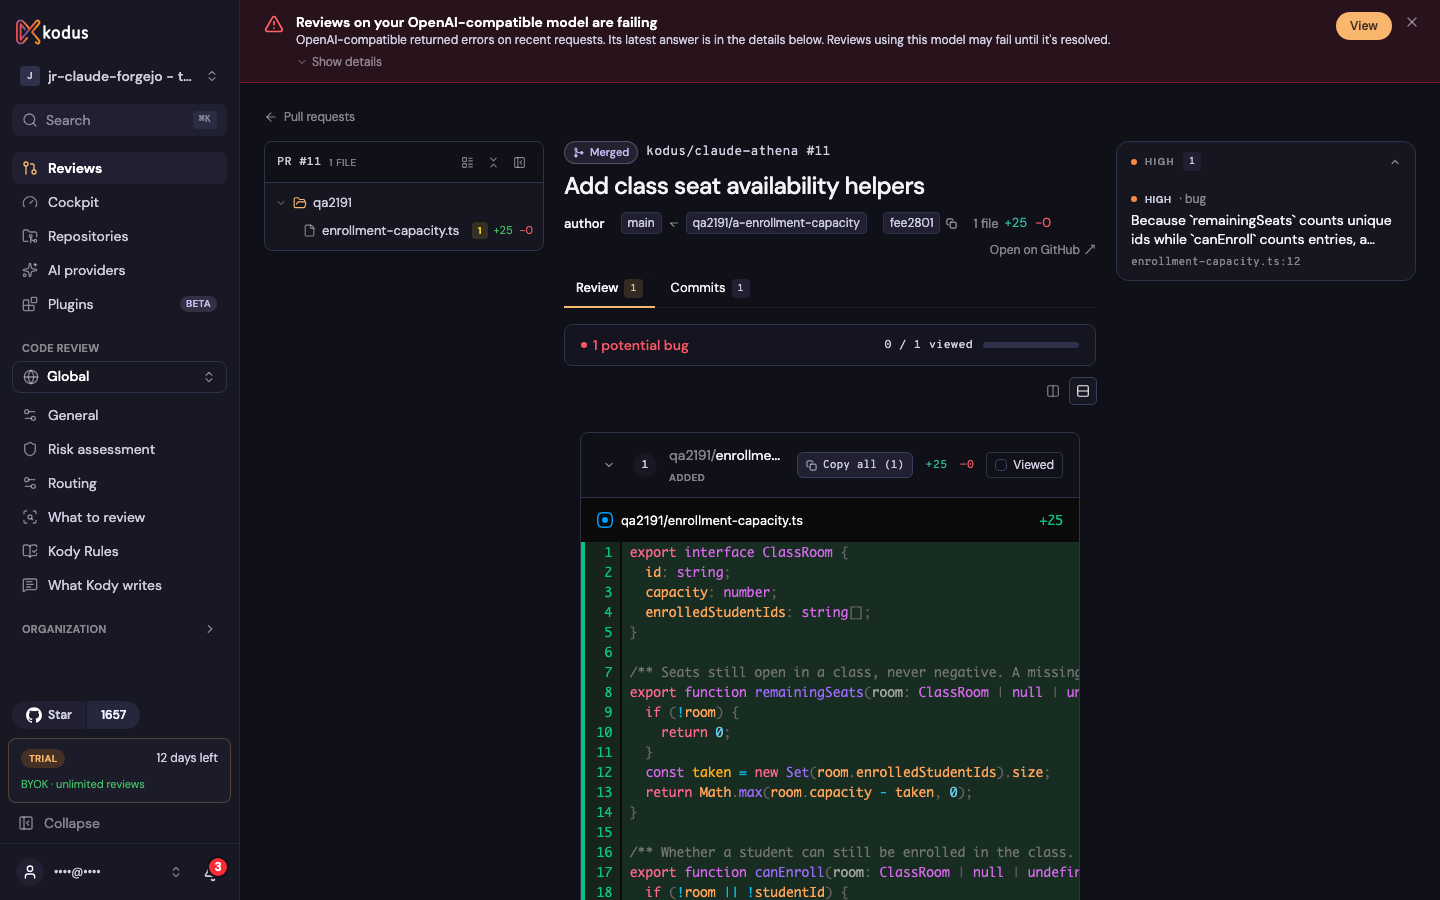 kodus
J jr-claude-forgejo - t...
Search ⌘K
Reviews
Cockpit
Repositories
AI providers
Plugins BETA
CODE REVIEW
Global
General
Risk assessment
Routing
What to review
Kody Rules
What Kody writes
ORGANIZATION
Star 1657
TRIAL 12 days left
BYOK · unlimited reviews
Collapse
••••@•••• 3
Reviews on your OpenAI-compatible model are failing
OpenAI-compatible returned errors on recent requests. Its latest answer is in the details below. Reviews using this model may fail until it's resolved.
Show details
View
← Pull requests
PR #11 1 FILE
qa2191
enrollment-capacity.ts 1 +25 -0
Merged kodus/claude-athena #11
Add class seat availability helpers
author main ← qa2191/a-enrollment-capacity fee2801 1 file +25 -0
Open on GitHub ↗
Review 1 Commits 1
1 potential bug 0 / 1 viewed
1 qa2191/enrollme... Copy all (1) +25 -0 Viewed
ADDED
qa2191/enrollment-capacity.ts +25
1 export interface ClassRoom {
2 id: string;
3 capacity: number;
4 enrolledStudentIds: string[];
5 }
6
7 /** Seats still open in a class, never negative. A missing
8 export function remainingSeats(room: ClassRoom | null | un
9 if (!room) {
10 return 0;
11 }
12 const taken = new Set(room.enrolledStudentIds).size;
13 return Math.max(room.capacity - taken, 0);
14 }
15
16 /** Whether a student can still be enrolled in the class.
17 export function canEnroll(room: ClassRoom | null | undefin
18 if (!room || !studentId) {
HIGH 1
HIGH · bug
Because `remainingSeats` counts unique
ids while `canEnroll` counts entries, a...
enrollment-capacity.ts:12